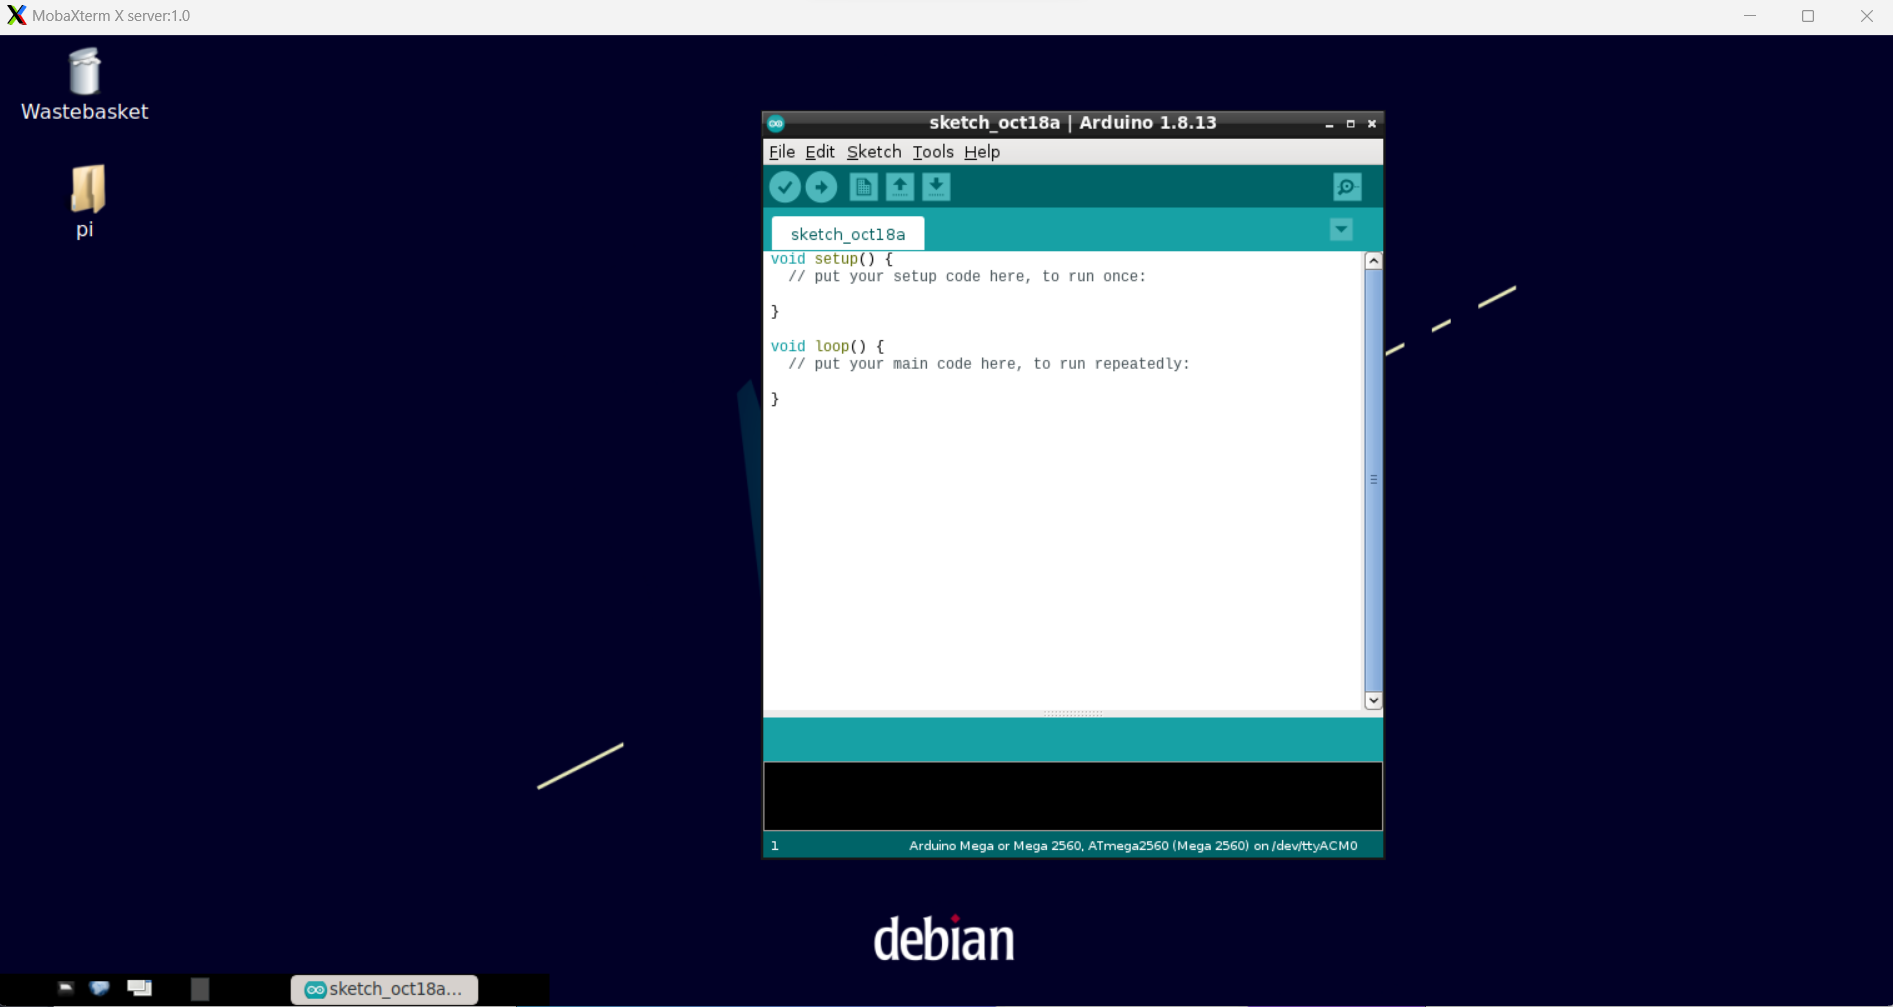 MobaXterm X server:1.0
Wastebasket
pi
sketch_oct18a | Arduino 1.8.13
File Edit Sketch Tools Help
sketch_oct18a
void setup() {
  // put your setup code here, to run once:
}
void loop() {
  // put your main code here, to run repeatedly:
}
1 Arduino Mega or Mega 2560, ATmega2560 (Mega 2560) on /dev/ttyACM0
debian
sketch_oct18a...